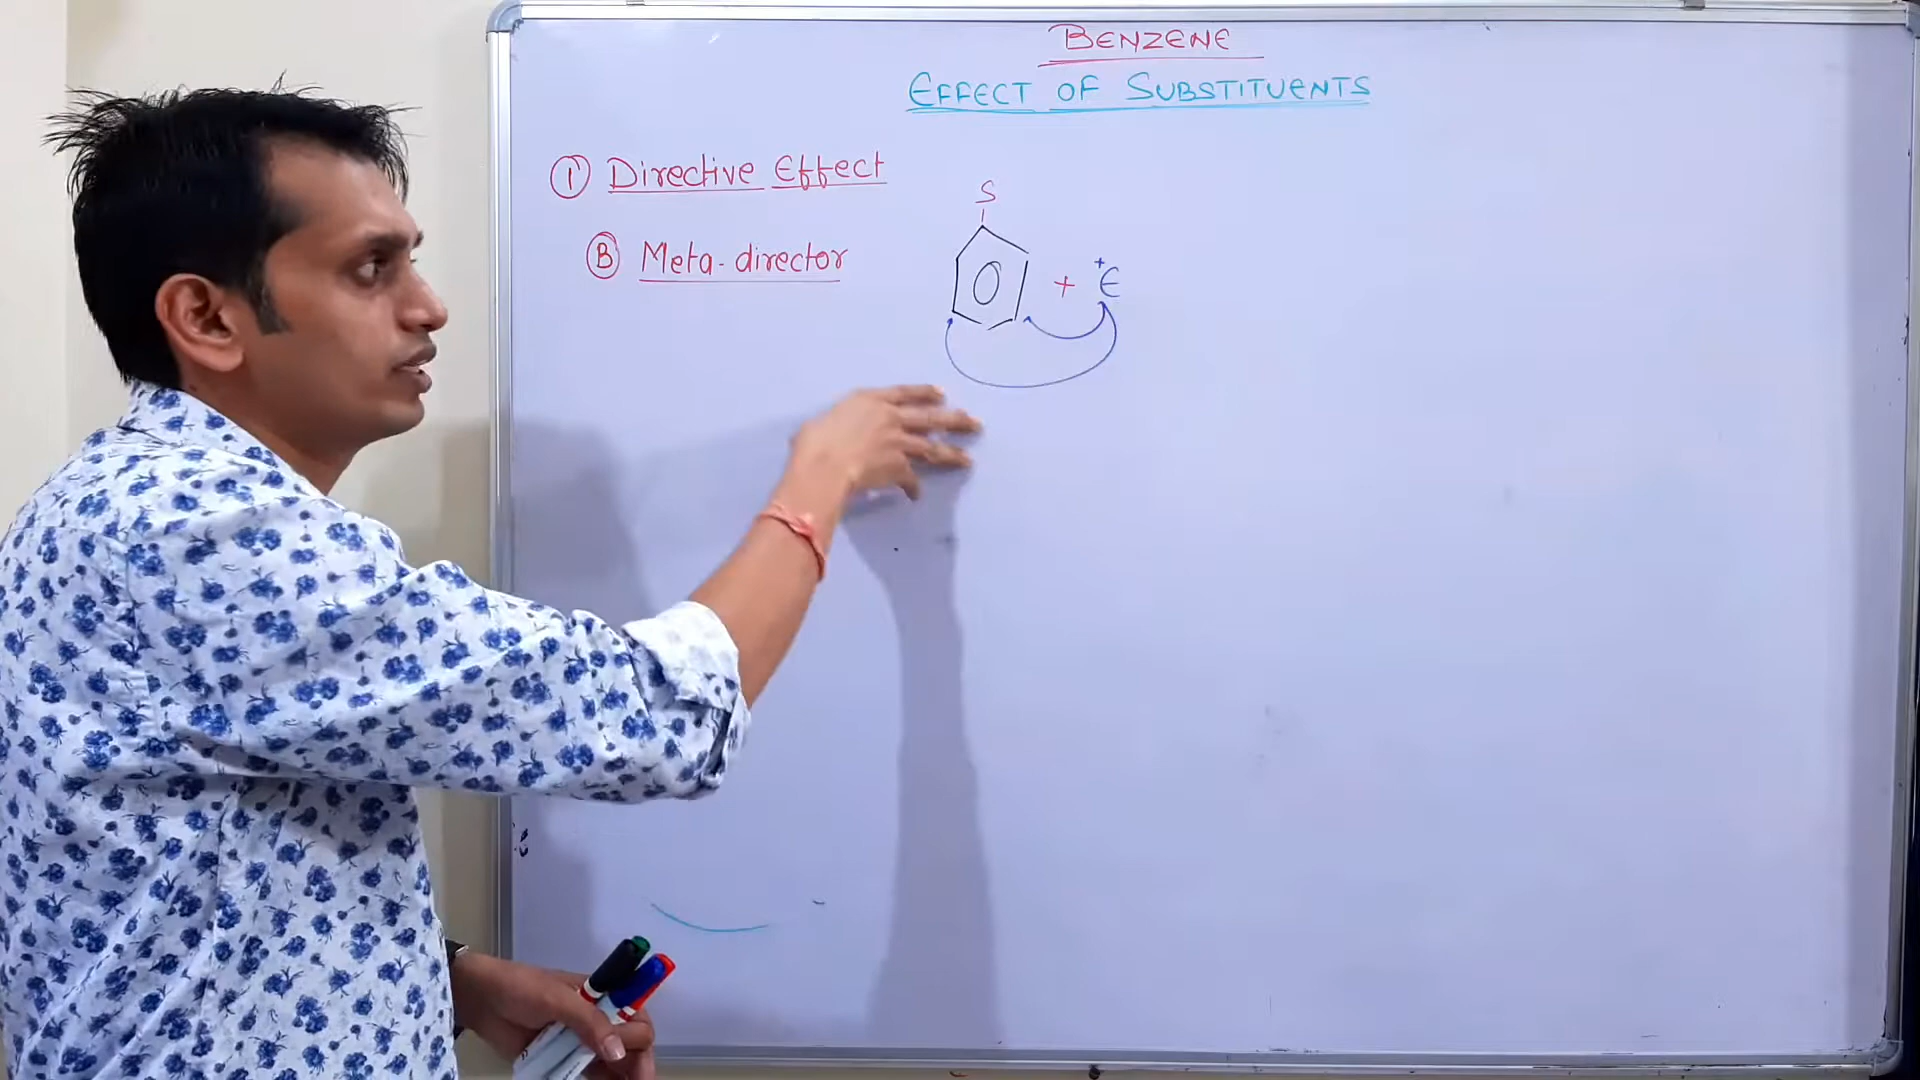 BENZENE
EFFECT OF SUBSTITUENTS
1 Directive Effect
S
B Meta-director
+ +E